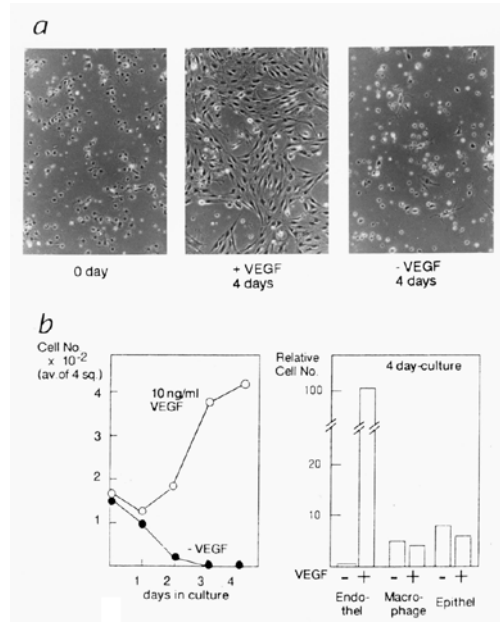 a
0 day
+ VEGF
4 days
- VEGF
4 days
b
Cell No.
x 10⁻²
(av. of 4 sq.)
4
3
2
1
10 ng/ml
VEGF
- VEGF
1 2 3 4
days in culture
Relative
Cell No.
4 day-culture
100
20
10
VEGF - + - + - +
Endo-
thel
Macro-
phage
Epithel